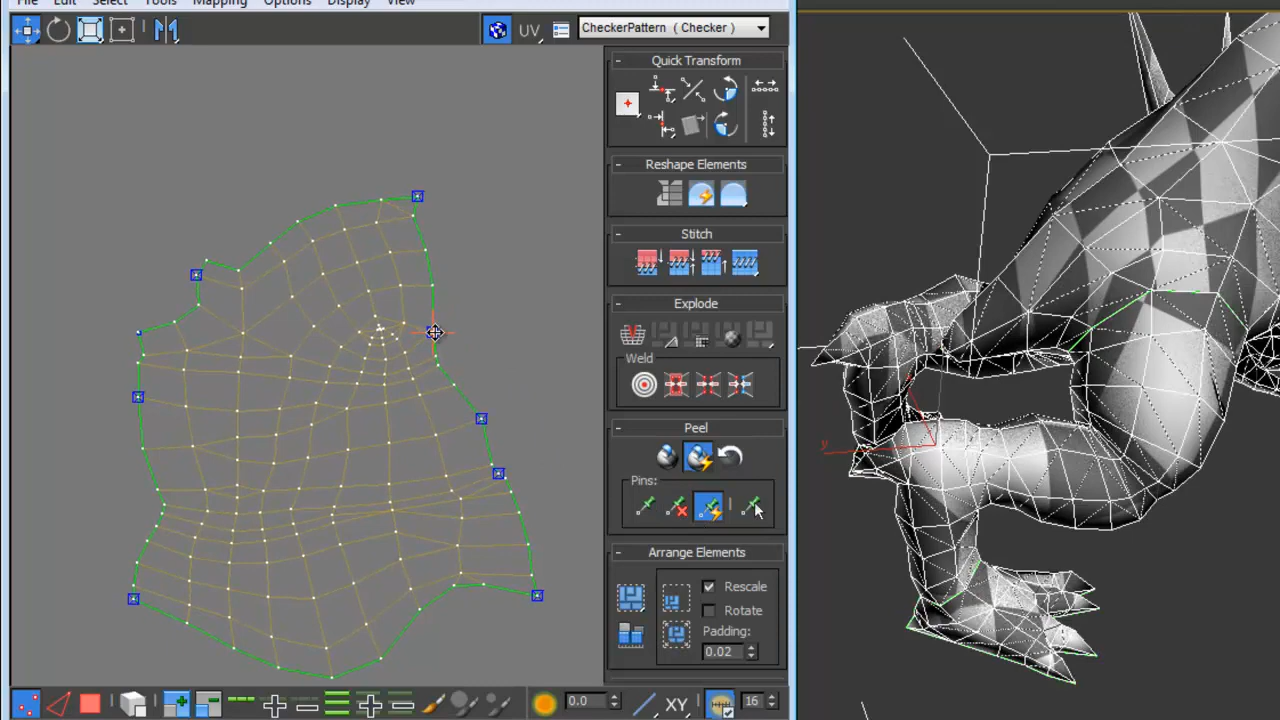 File Edit Select Tools Mapping Options Display View
UV
CheckerPattern ( Checker )
- Quick Transform
- Reshape Elements
- Stitch
- Explode
Weld
- Peel
Pins:
- Arrange Elements
Rescale
Rotate
Padding:
0.02
0.0
XY
16
y